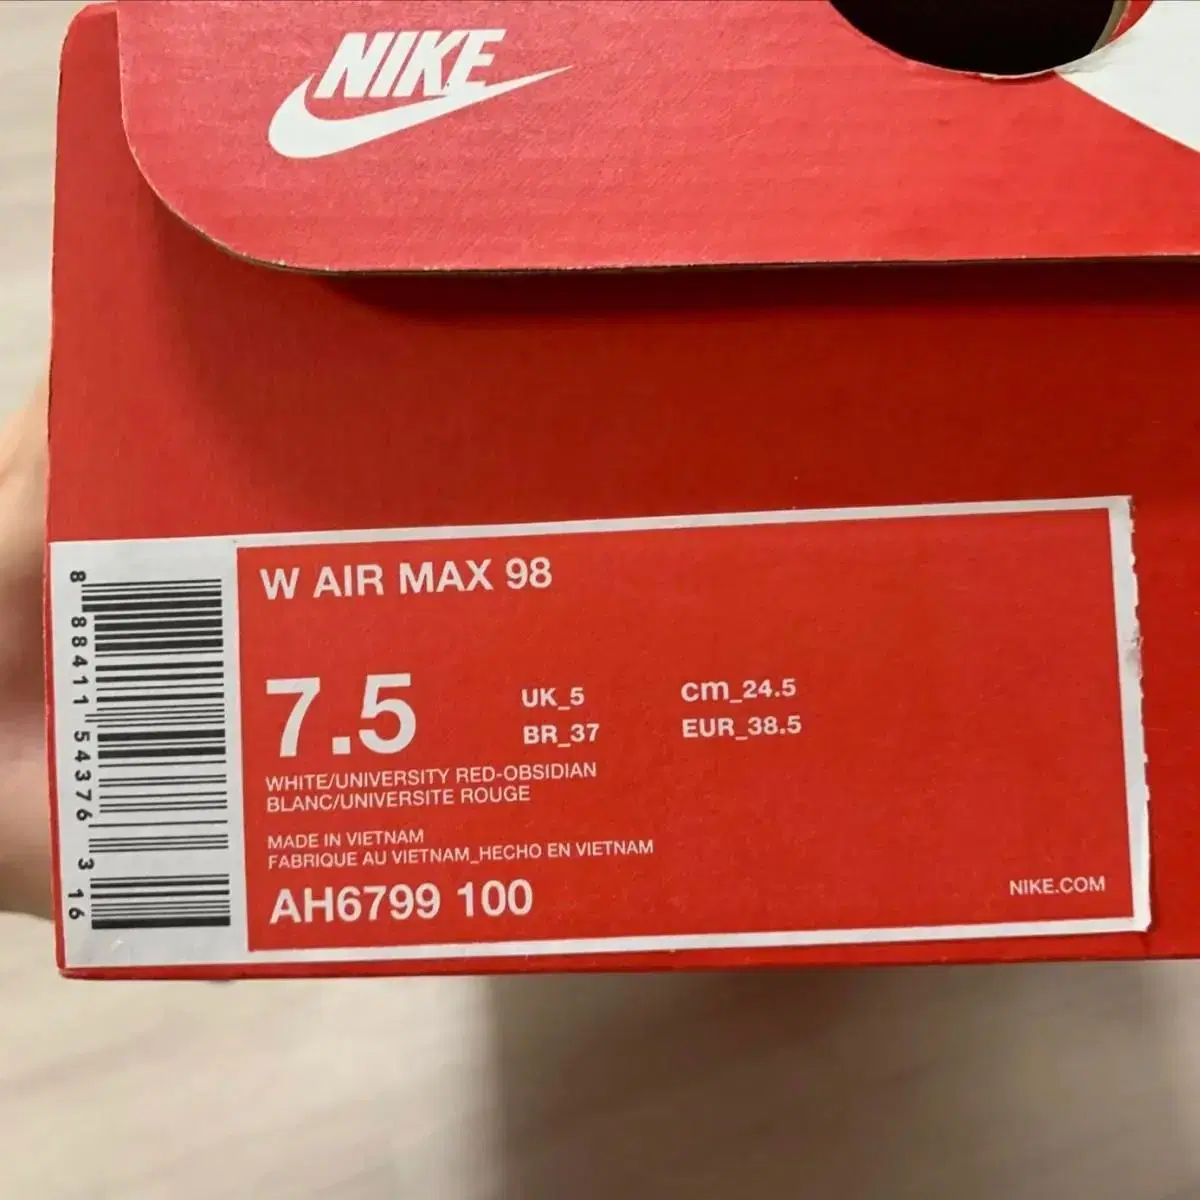 NIKE
W AIR MAX 98
7.5
UK_5
cm_24.5
BR_37
EUR_38.5
WHITE/UNIVERSITY RED-OBSIDIAN
BLANC/UNIVERSITE ROUGE
MADE IN VIETNAM
FABRIQUE AU VIETNAM_HECHO EN VIETNAM
AH6799 100
NIKE.COM
8 88411 54376 3 16